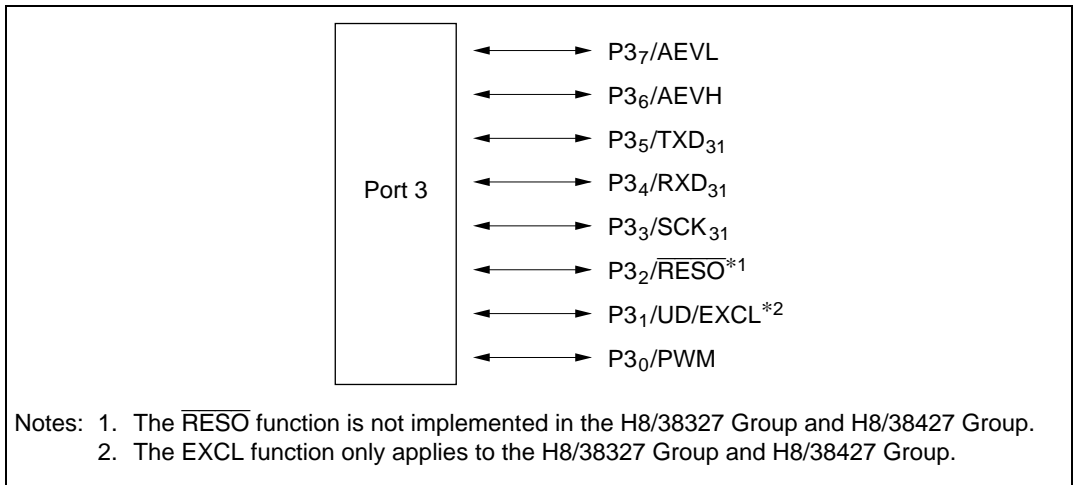 P3₇/AEVL
P3₆/AEVH
P3₅/TXD₃₁
Port 3
P3₄/RXD₃₁
P3₃/SCK₃₁
P3₂/R̅E̅S̅O̅*1
P3₁/UD/EXCL*2
P3₀/PWM
Notes: 1. The R̅E̅S̅O̅ function is not implemented in the H8/38327 Group and H8/38427 Group.
2. The EXCL function only applies to the H8/38327 Group and H8/38427 Group.